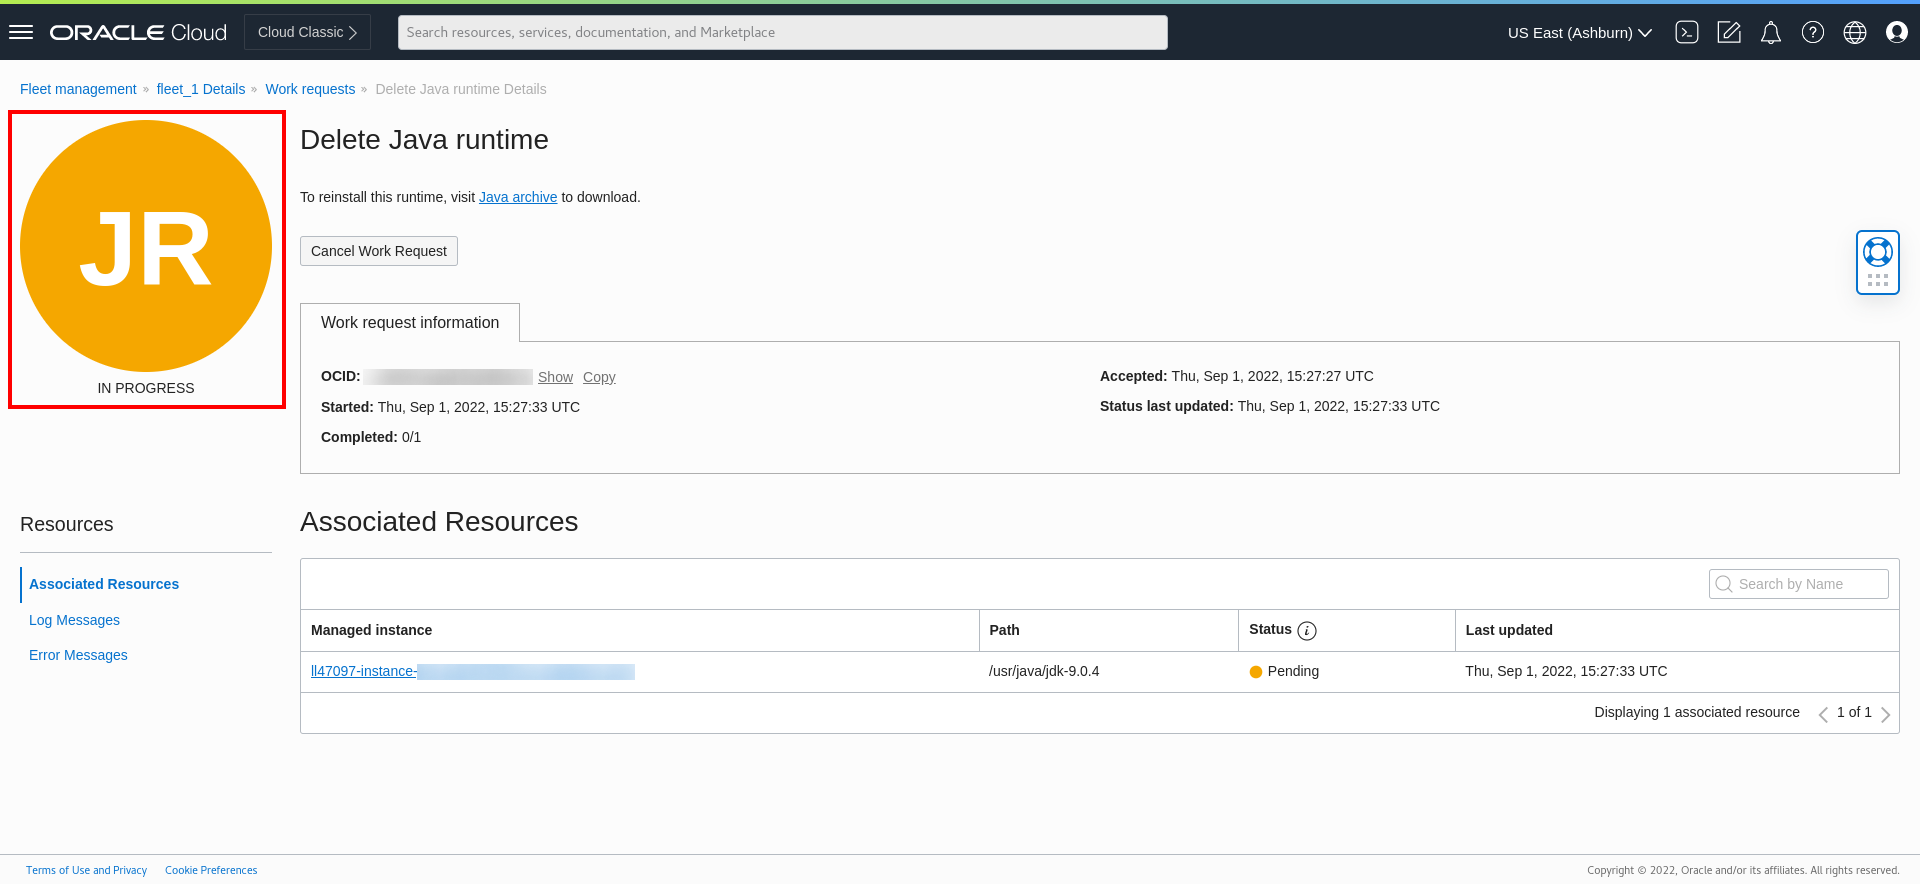 ORACLE Cloud
Cloud Classic
Search resources, services, documentation, and Marketplace
US East (Ashburn)
Fleet management » fleet_1 Details » Work requests » Delete Java runtime Details
JR
IN PROGRESS
Delete Java runtime
To reinstall this runtime, visit Java archive to download.
Cancel Work Request
Work request information
OCID: Show Copy
Started: Thu, Sep 1, 2022, 15:27:33 UTC
Completed: 0/1
Accepted: Thu, Sep 1, 2022, 15:27:27 UTC
Status last updated: Thu, Sep 1, 2022, 15:27:33 UTC
Resources
Associated Resources
Log Messages
Error Messages
Associated Resources
Search by Name
Managed instance Path Status i Last updated
ll47097-instance- /usr/java/jdk-9.0.4 Pending Thu, Sep 1, 2022, 15:27:33 UTC
Displaying 1 associated resource 1 of 1
Terms of Use and Privacy Cookie Preferences
Copyright © 2022, Oracle and/or its affiliates. All rights reserved.